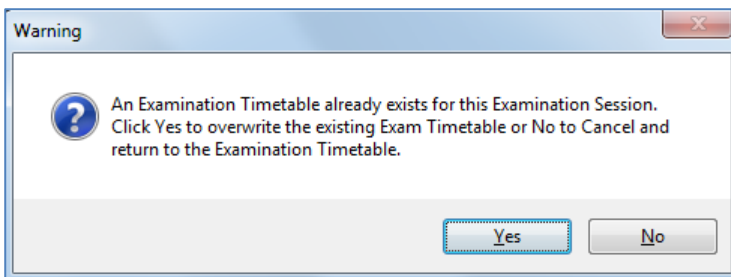 Warning
An Examination Timetable already exists for this Examination Session.
Click Yes to overwrite the existing Exam Timetable or No to Cancel and
return to the Examination Timetable.
Yes
No